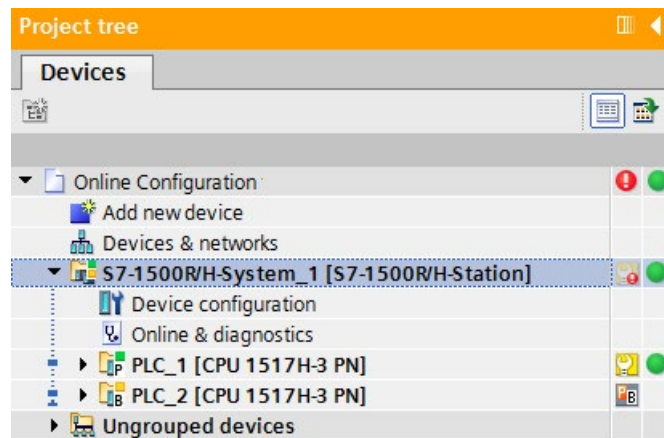 Project tree
Devices
Online Configuration
Add new device
Devices & networks
S7-1500R/H-System_1 [S7-1500R/H-Station]
Device configuration
Online & diagnostics
P PLC_1 [CPU 1517H-3 PN]
B PLC_2 [CPU 1517H-3 PN] B
Ungrouped devices